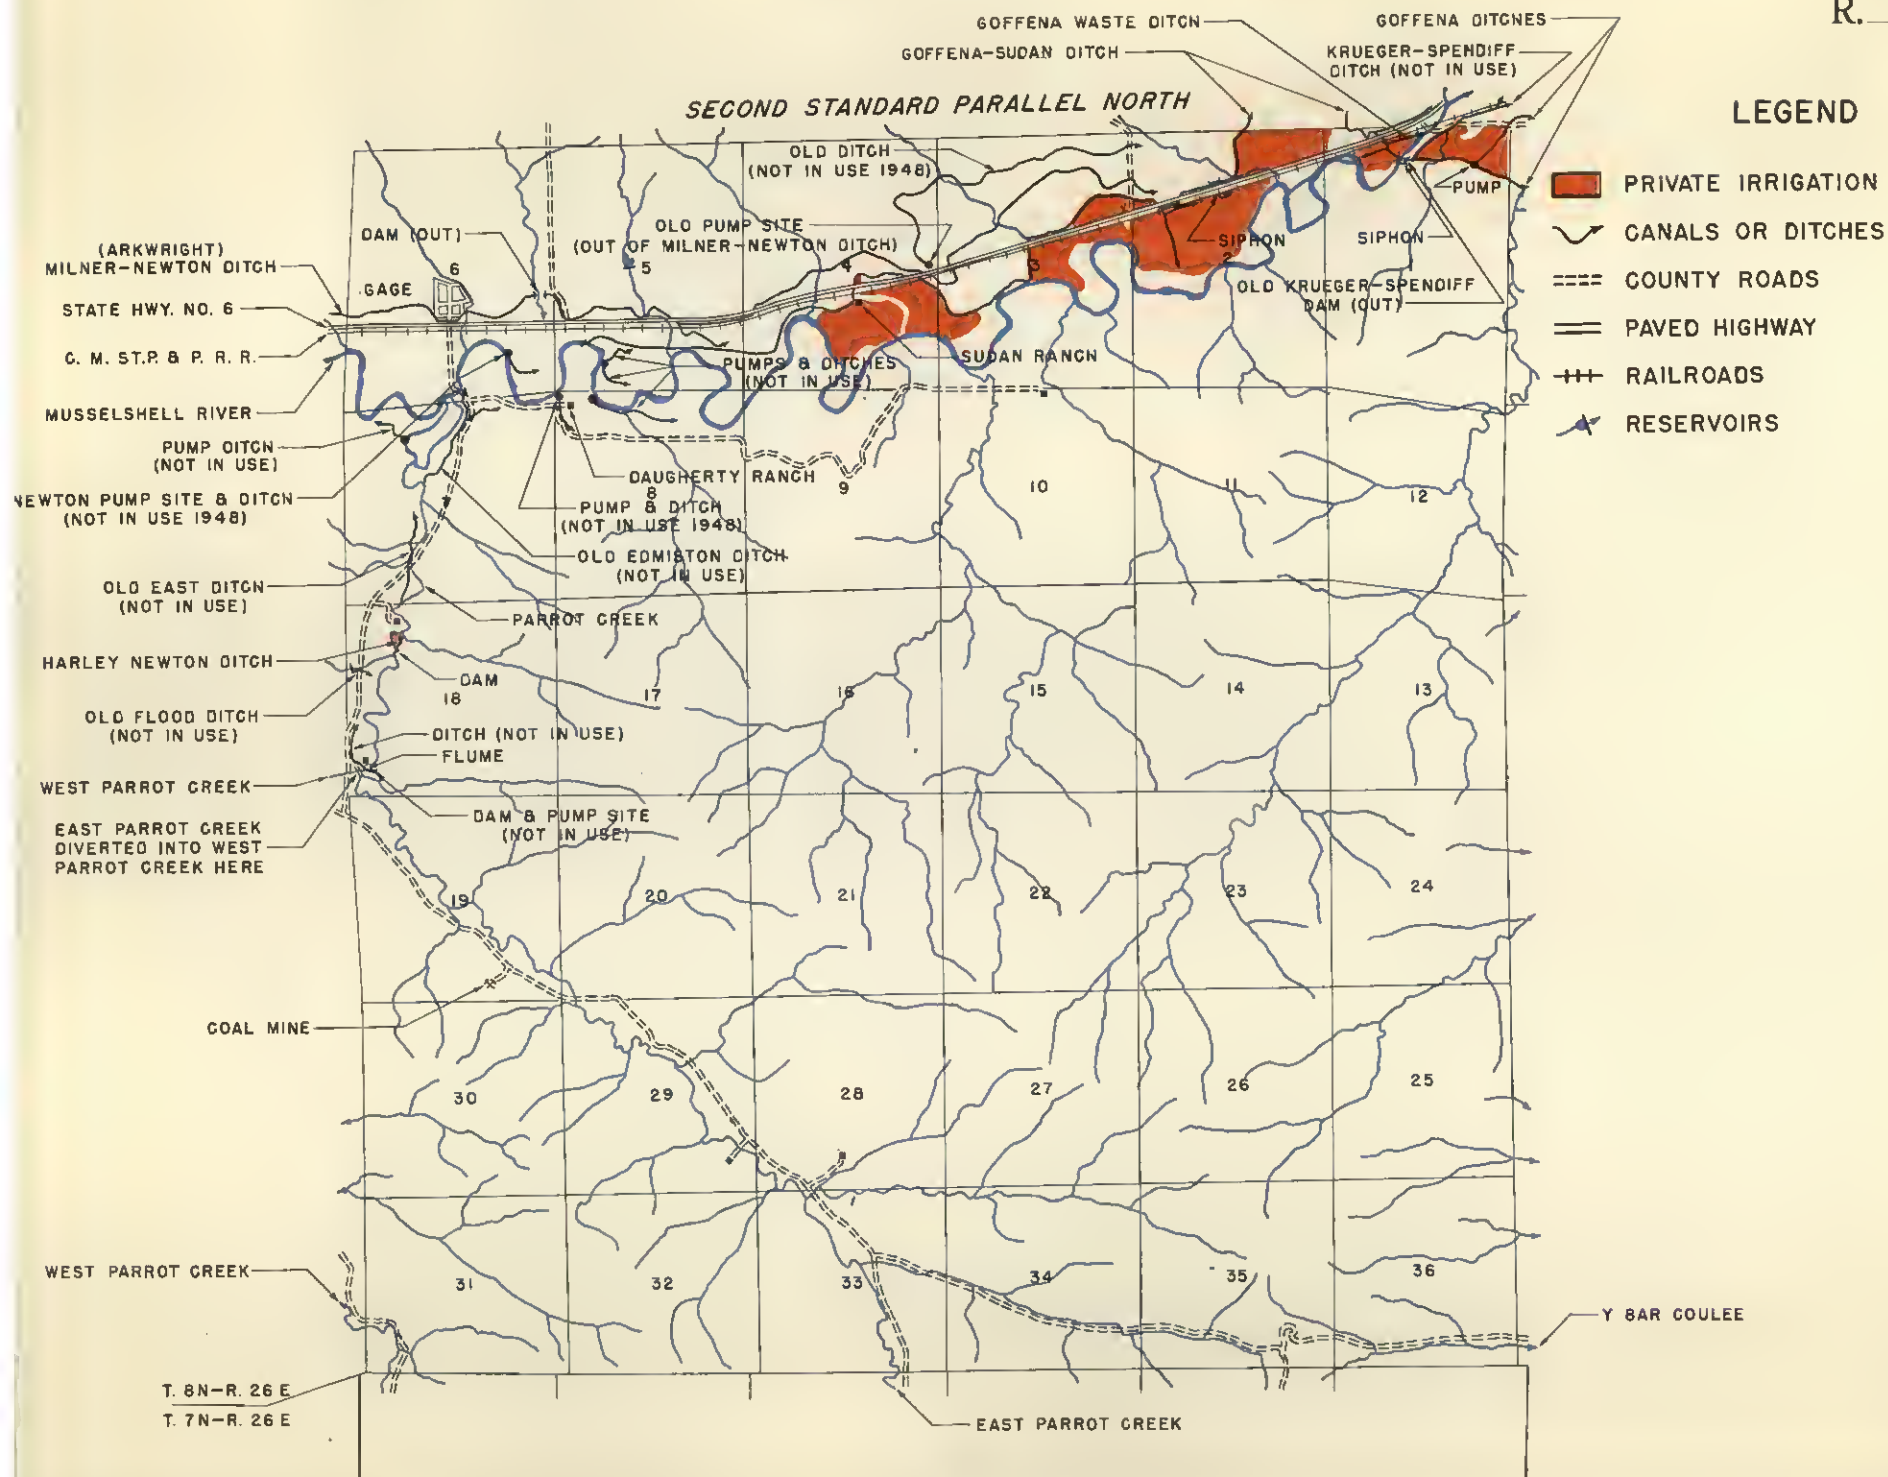 R.
GOFFENA WASTE DITCH
GOFFENA DITCHES
GOFFENA-SUDAN DITCH
KRUEGER-SPENDIFF
DITCH (NOT IN USE)
SECOND STANDARD PARALLEL NORTH
LEGEND
PRIVATE IRRIGATION
CANALS OR DITCHES
COUNTY ROADS
PAVED HIGHWAY
RAILROADS
RESERVOIRS
OLD DITCH
(NOT IN USE 1948)
PUMP
OLD PUMP SITE
(OUT OF MILNER-NEWTON DITCH)
DAM (OUT)
SIPHON
SIPHON
(ARKWRIGHT)
MILNER-NEWTON DITCH
6
5
4
3
2
1
GAGE
OLD KRUEGER-SPENDIFF
DAM (OUT)
STATE HWY. NO. 6
C. M. ST. P. & P. R. R.
SUDAN RANCH
PUMPS & DITCHES
(NOT IN USE)
MUSSELSHELL RIVER
PUMP DITCH
(NOT IN USE)
DAUGHERTY RANCH
7
8
9
10
11
12
NEWTON PUMP SITE & DITCH
(NOT IN USE 1948)
PUMP & DITCH
(NOT IN USE 1948)
OLD EDMISTON DITCH
(NOT IN USE)
OLD EAST DITCH
(NOT IN USE)
PARROT CREEK
HARLEY NEWTON DITCH
DAM
18
17
16
15
14
13
OLD FLOOD DITCH
(NOT IN USE)
DITCH (NOT IN USE)
FLUME
WEST PARROT CREEK
DAM & PUMP SITE
(NOT IN USE)
EAST PARROT CREEK
DIVERTED INTO WEST
PARROT CREEK HERE
19
20
21
22
23
24
COAL MINE
30
29
28
27
26
25
WEST PARROT CREEK
31
32
33
34
35
36
Y BAR COULEE
T. 8N-R. 26 E
T. 7N-R. 26 E
EAST PARROT CREEK